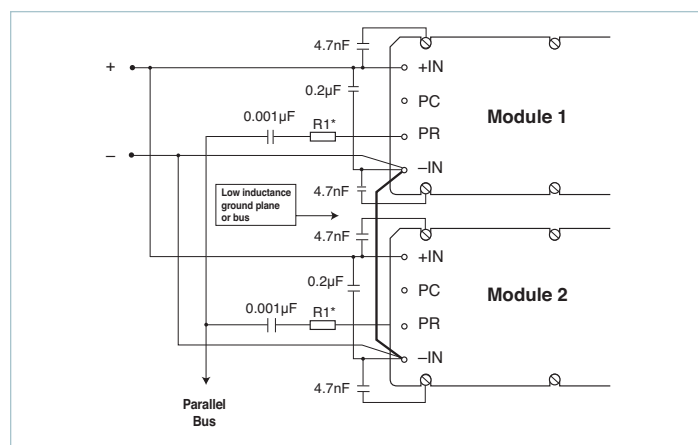 4.7nF
+
+IN
0.2µF
PC
Module 1
0.001µF
R1*
PR
–
–IN
4.7nF
Low inductance
ground plane
or bus
4.7nF
+IN
0.2µF
PC
Module 2
0.001µF
R1*
PR
–IN
4.7nF
Parallel
Bus